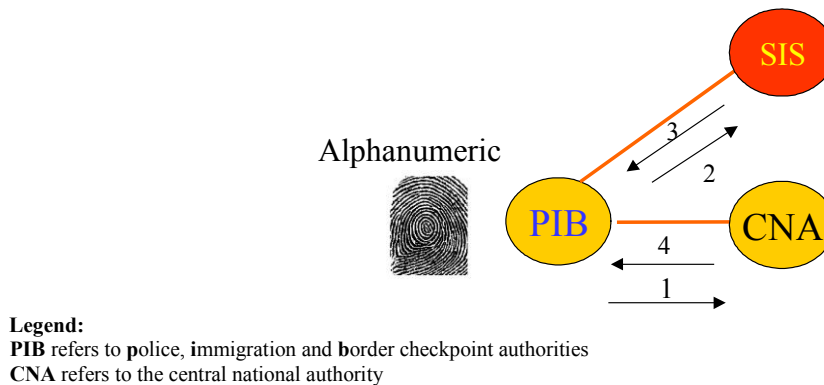 SIS
3
Alphanumeric
2
PIB
CNA
4
1
Legend:
PIB refers to police, immigration and border checkpoint authorities
CNA refers to the central national authority